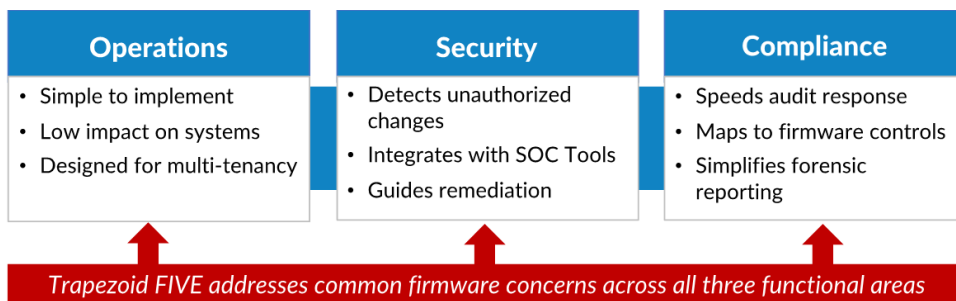 Operations
• Simple to implement
• Low impact on systems
• Designed for multi-tenancy
Security
• Detects unauthorized
changes
• Integrates with SOC Tools
• Guides remediation
Compliance
• Speeds audit response
• Maps to firmware controls
• Simplifies forensic
reporting
Trapezoid FIVE addresses common firmware concerns across all three functional areas